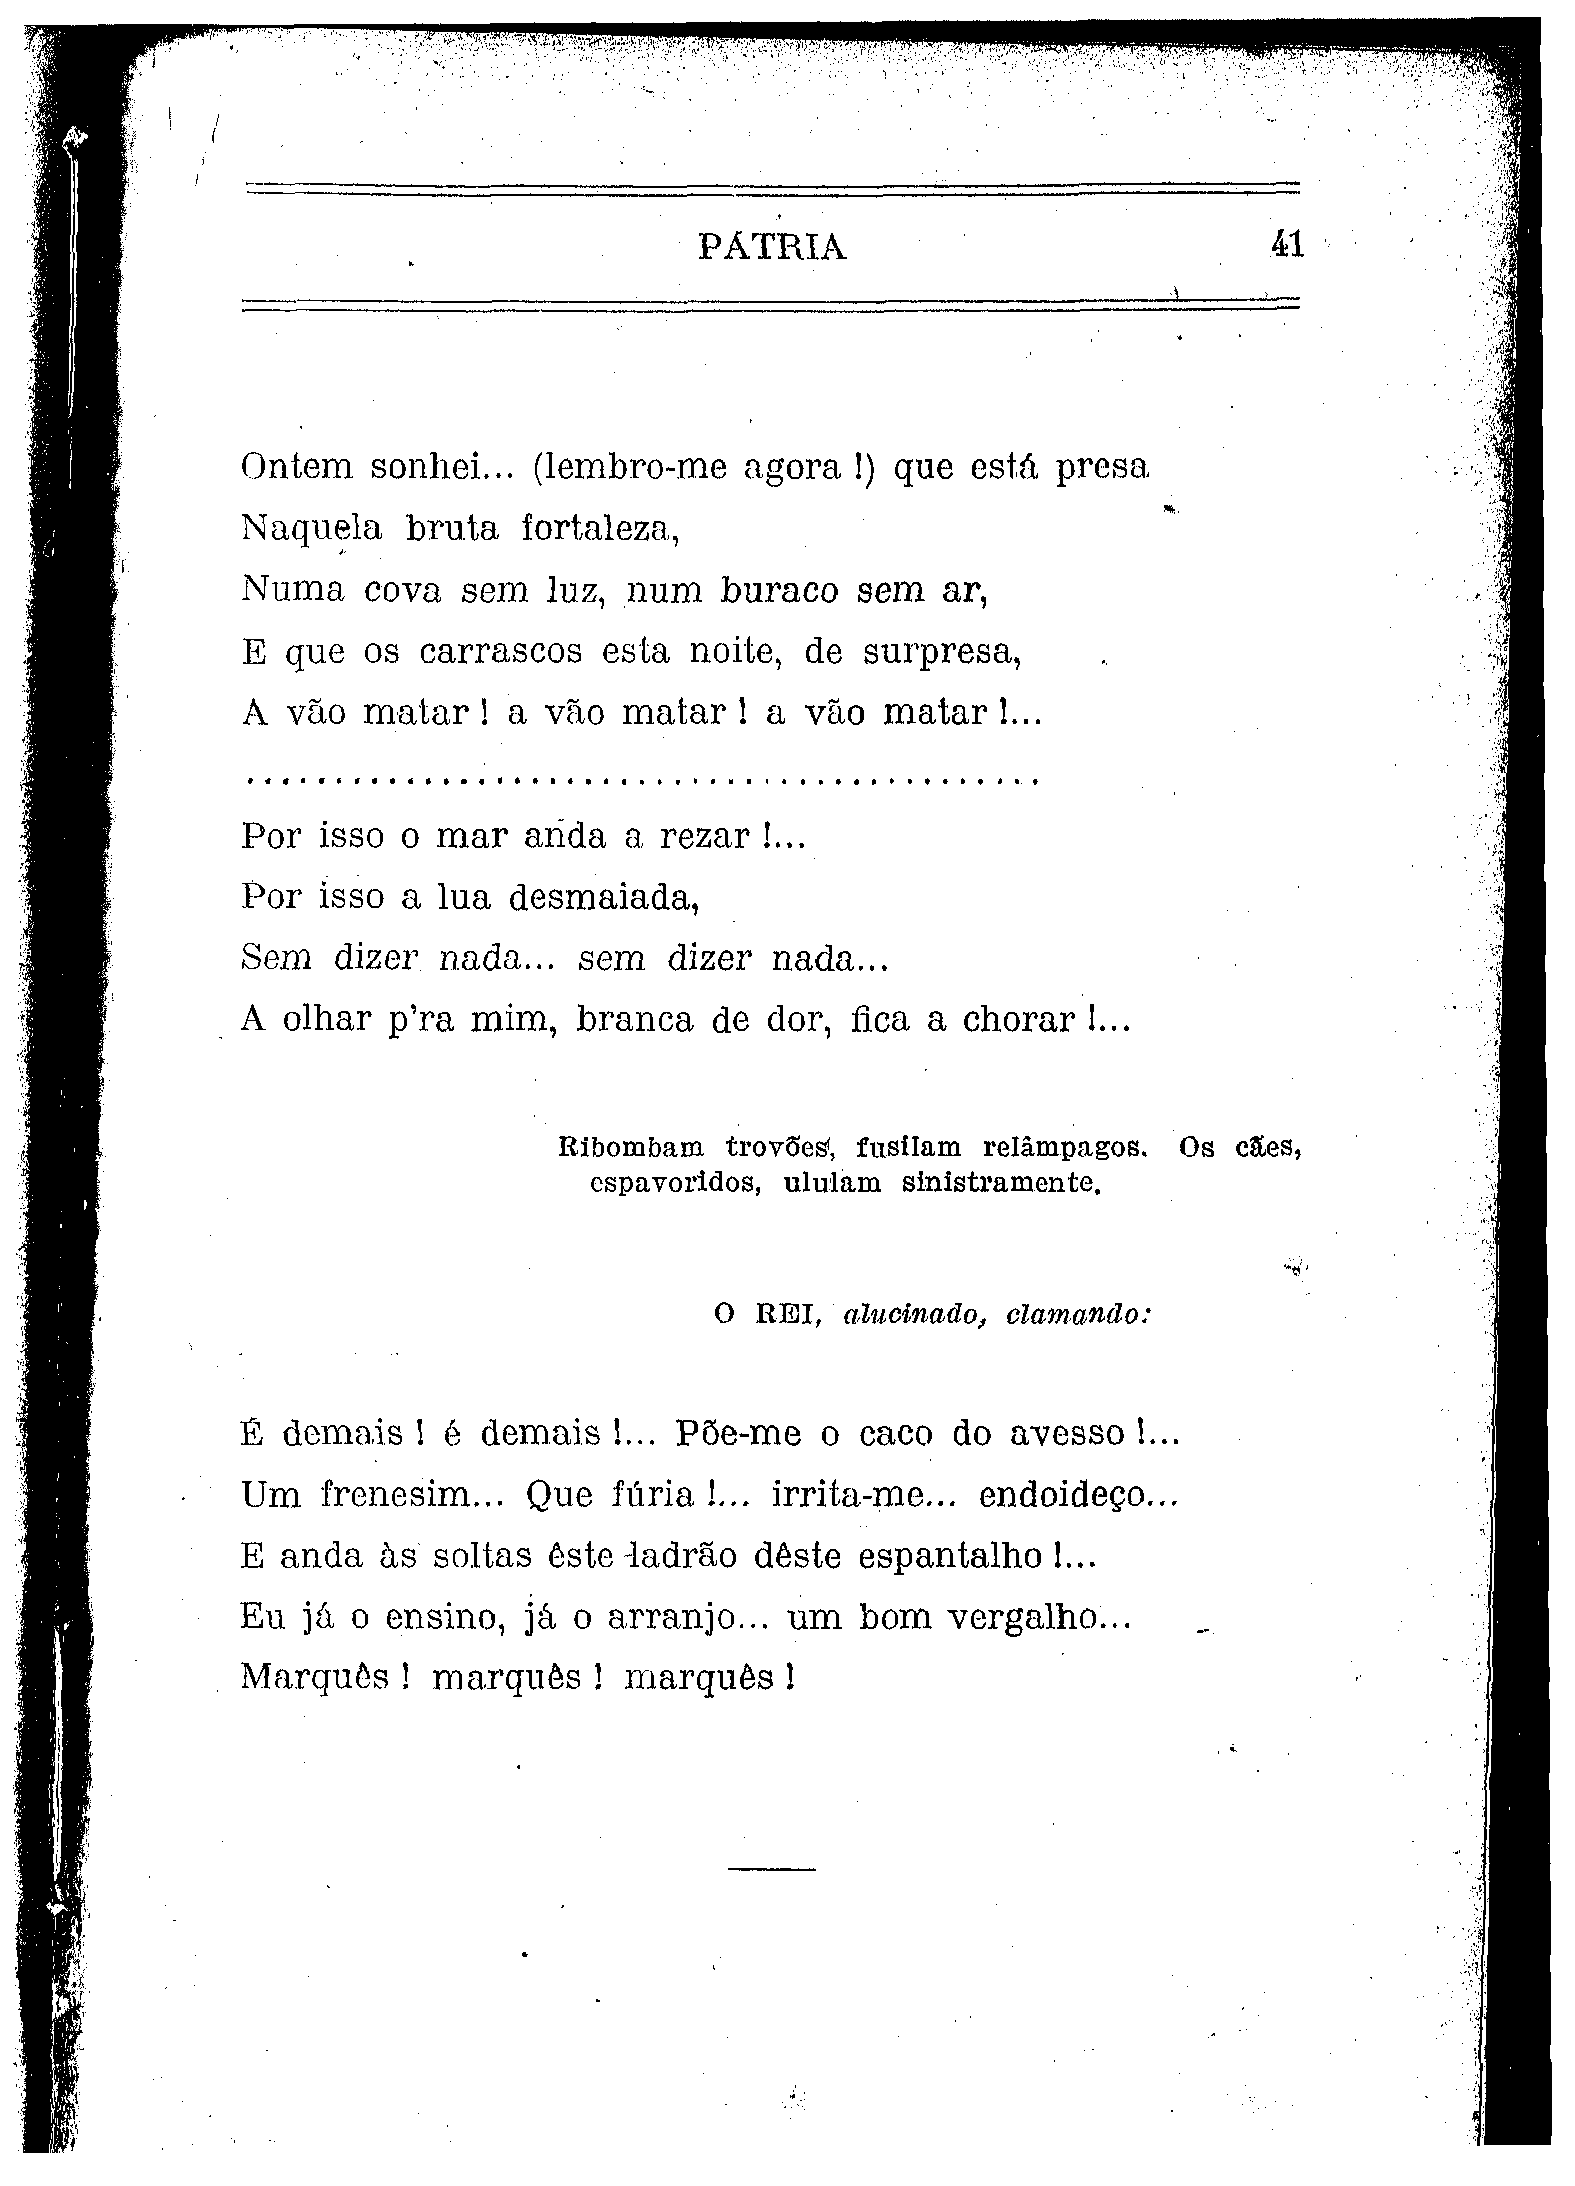 PÁTRIA 41
Ontem sonhei... (lembro-me agora !) que está presa
Naquela bruta fortaleza,
Numa cova sem luz, num buraco sem ar,
E que os carrascos esta noite, de surpresa,
A vão matar ! a vão matar ! a vão matar !...
.............................................
Por isso o mar anda a rezar !...
Por isso a lua desmaiada,
Sem dizer nada... sem dizer nada...
A olhar p'ra mim, branca de dor, fica a chorar !...
Ribombam trovões, fusilam relâmpagos. Os cães,
espavoridos, ululam sinistramente.
O REI, alucinado, clamando:
É demais ! é demais !... Põe-me o caco do avesso !...
Um frenesim... Que fúria !... irrita-me... endoideço...
E anda às soltas êste ladrão dêste espantalho !...
Eu já o ensino, já o arranjo... um bom vergalho...
Marquês ! marquês ! marquês !